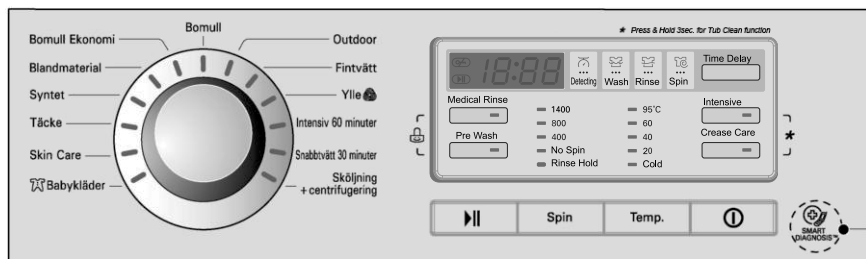 Bomull
Bomull Ekonomi
Outdoor
Blandmaterial
Fintvätt
Syntet
Ylle
Täcke
Intensiv 60 minuter
Skin Care
Snabbtvätt 30 minuter
Babykläder
Sköljning
+ centrifugering
* Press & Hold 3sec. for Tub Clean function
18:88
Detecting
Wash
Rinse
Spin
Time Delay
Medical Rinse
Pre Wash
1400
800
400
No Spin
Rinse Hold
95°C
60
40
20
Cold
Intensive
Crease Care
*
Spin
Temp.
SMART
DIAGNOSIS™